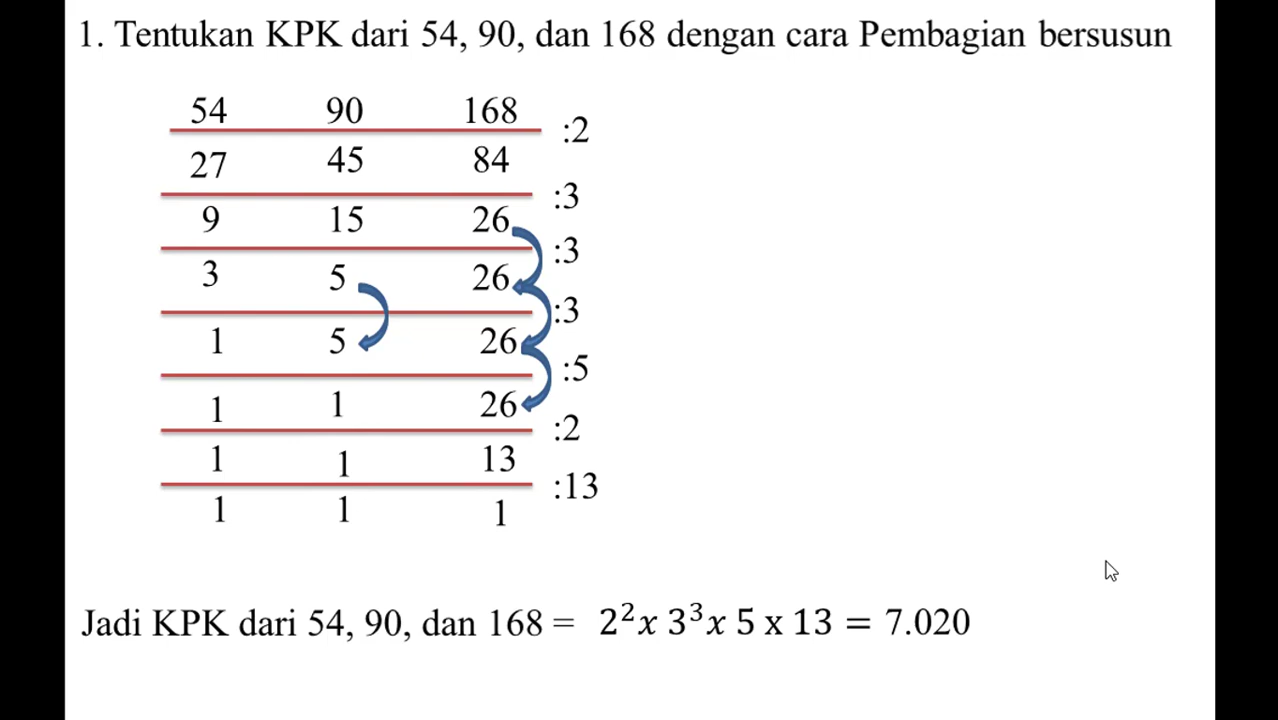 1. Tentukan KPK dari 54, 90, dan 168 dengan cara Pembagian bersusun
54 90 168
:2
27 45 84
:3
9 15 26
:3
3 5 26
:3
1 5 26
:5
1 1 26
:2
1 1 13
:13
1 1 1
Jadi KPK dari 54, 90, dan 168 = 2²x 3³x 5 x 13 = 7.020